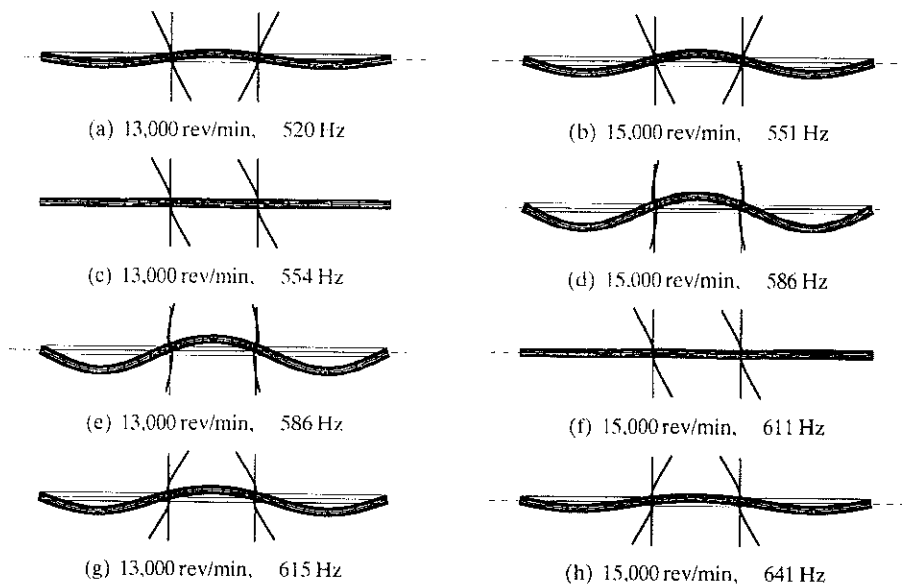 (a) 13,000 rev/min, 520 Hz
(b) 15,000 rev/min, 551 Hz
(c) 13,000 rev/min, 554 Hz
(d) 15,000 rev/min, 586 Hz
(e) 13,000 rev/min, 586 Hz
(f) 15,000 rev/min, 611 Hz
(g) 13,000 rev/min, 615 Hz
(h) 15,000 rev/min, 641 Hz